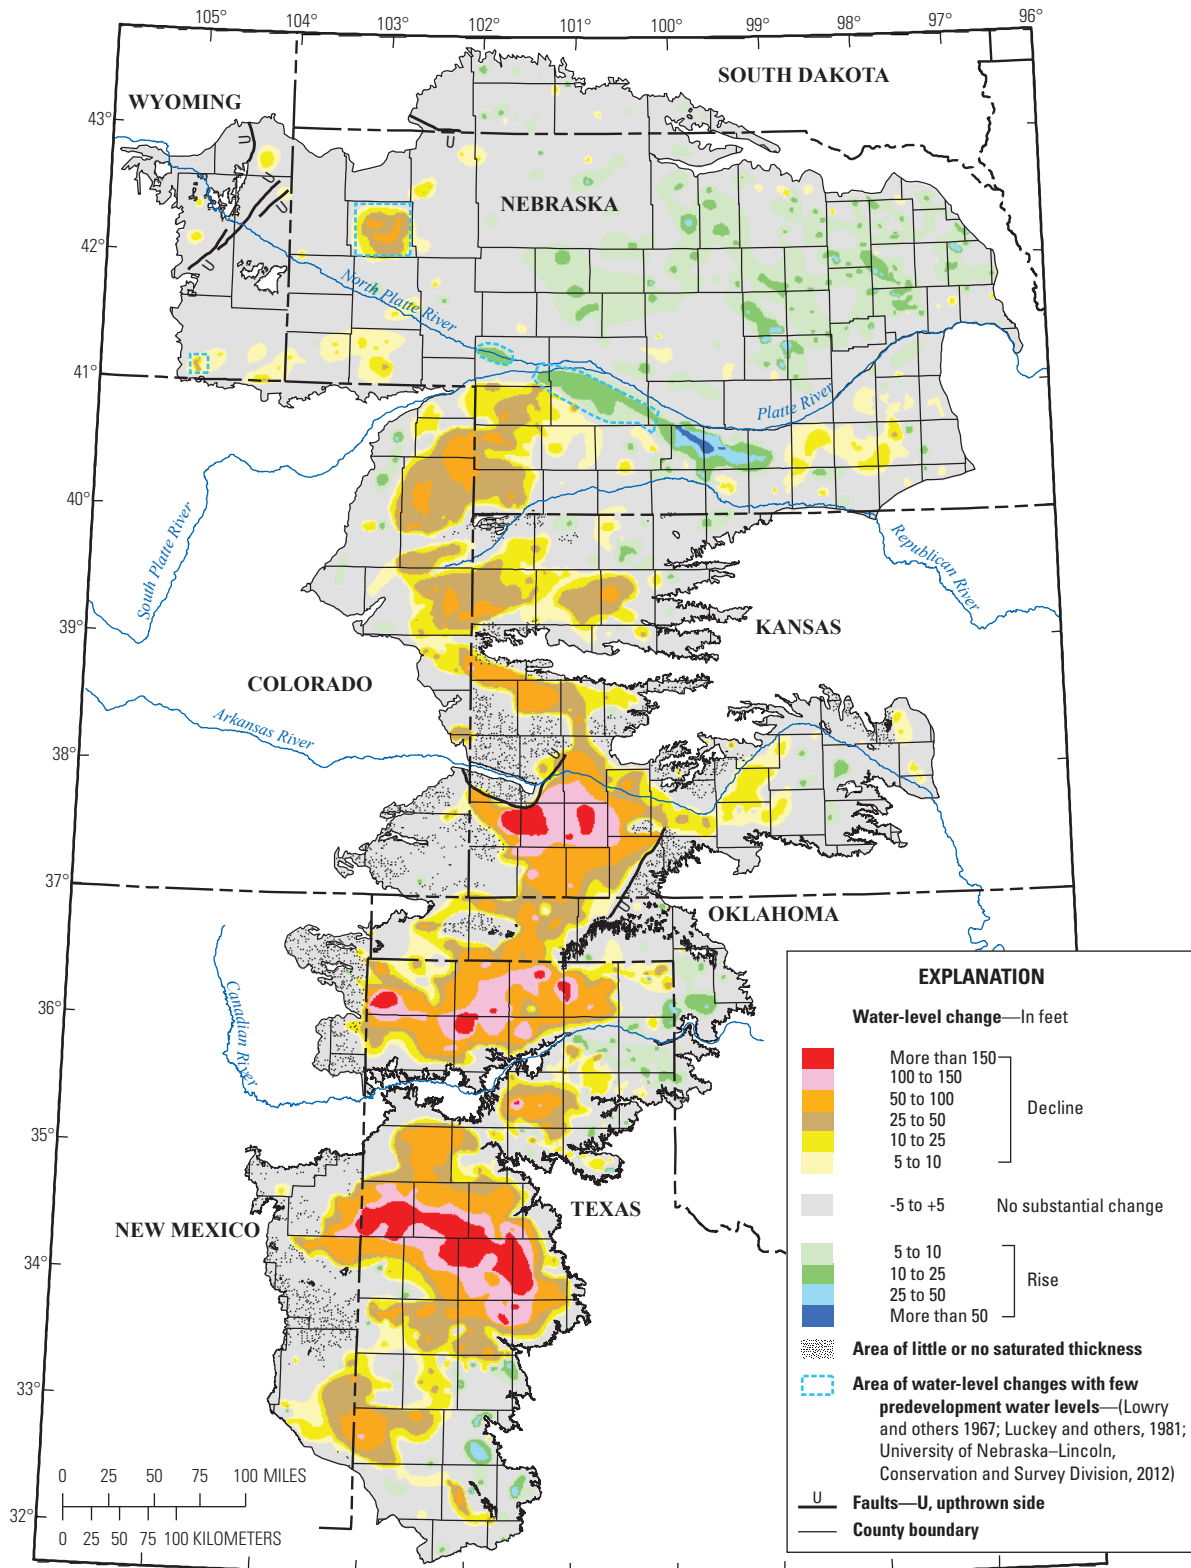 105° 104° 103° 102° 101° 100° 99° 98° 97° 96°
SOUTH DAKOTA
WYOMING
43°
U
U
U
U
NEBRASKA
42°
U
North Platte River
41°
Platte River
40°
South Platte River
Republican River
39°
KANSAS
COLORADO
Arkansas River
38°
U
37°
U
OKLAHOMA
Canadian River
36°
35°
TEXAS
NEW MEXICO
34°
33°
32°
0 25 50 75 100 MILES
0 25 50 75 100 KILOMETERS
EXPLANATION
Water-level change—In feet
More than 150
100 to 150
50 to 100
25 to 50
10 to 25
5 to 10
Decline
-5 to +5 No substantial change
5 to 10
10 to 25
25 to 50
More than 50
Rise
Area of little or no saturated thickness
Area of water-level changes with few
predevelopment water levels—(Lowry
and others 1967; Luckey and others, 1981;
University of Nebraska–Lincoln,
Conservation and Survey Division, 2012)
U Faults—U, upthrown side
County boundary